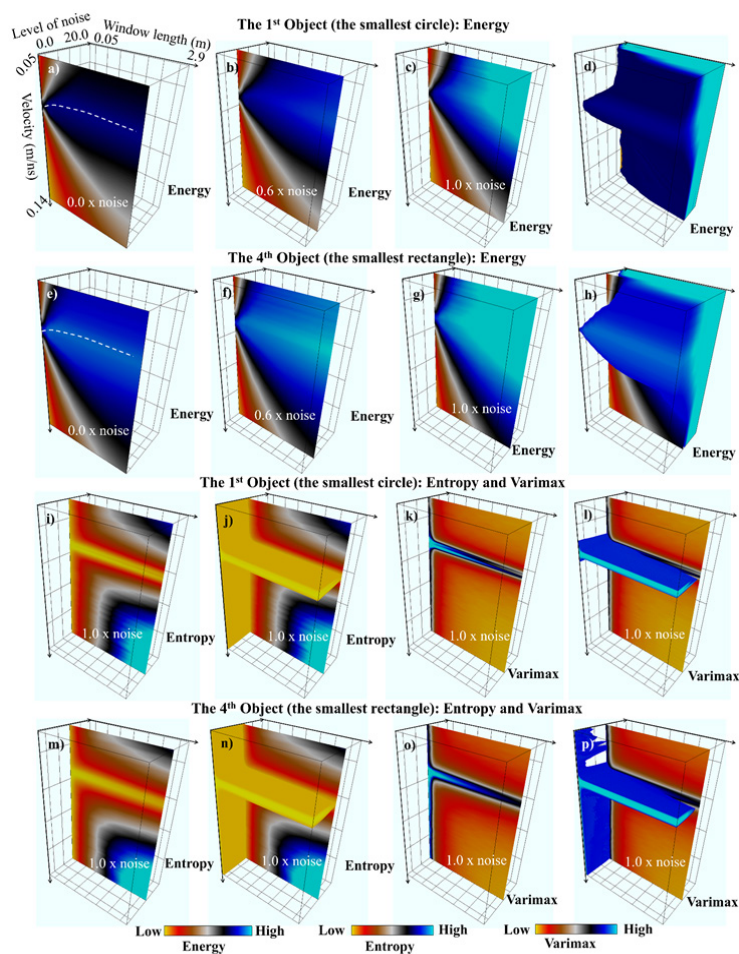 The 1st Object (the smallest circle): Energy
Level of noise
0.0 20.0
Window length (m)
0.05 2.9
0.05
Velocity (m/ns)
0.14
a)
0.0 x noise
Energy
b)
0.6 x noise
Energy
c)
1.0 x noise
Energy
d)
Energy
The 4th Object (the smallest rectangle): Energy
e)
0.0 x noise
Energy
f)
0.6 x noise
Energy
g)
1.0 x noise
Energy
h)
Energy
The 1st Object (the smallest circle): Entropy and Varimax
i)
1.0 x noise
Entropy
j)
1.0 x noise
Entropy
k)
1.0 x noise
Varimax
l)
1.0 x noise
Varimax
The 4th Object (the smallest rectangle): Entropy and Varimax
m)
1.0 x noise
Entropy
n)
1.0 x noise
Entropy
o)
1.0 x noise
Varimax
p)
1.0 x noise
Varimax
Low High
Energy
Low High
Entropy
Low High
Varimax